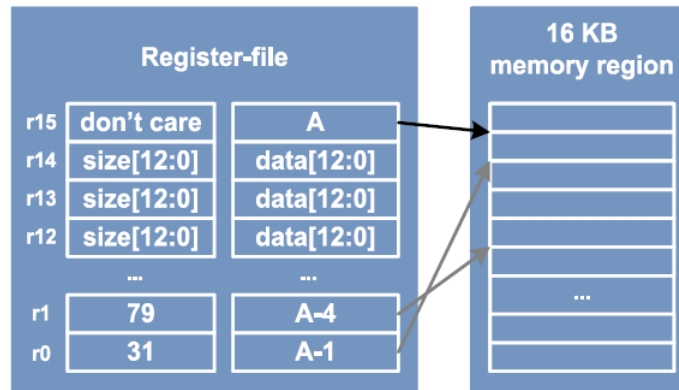 Register-file
16 KB
memory region
r15 don't care A
r14 size[12:0] data[12:0]
r13 size[12:0] data[12:0]
r12 size[12:0] data[12:0]
... ...
...
r1 79 A-4
r0 31 A-1